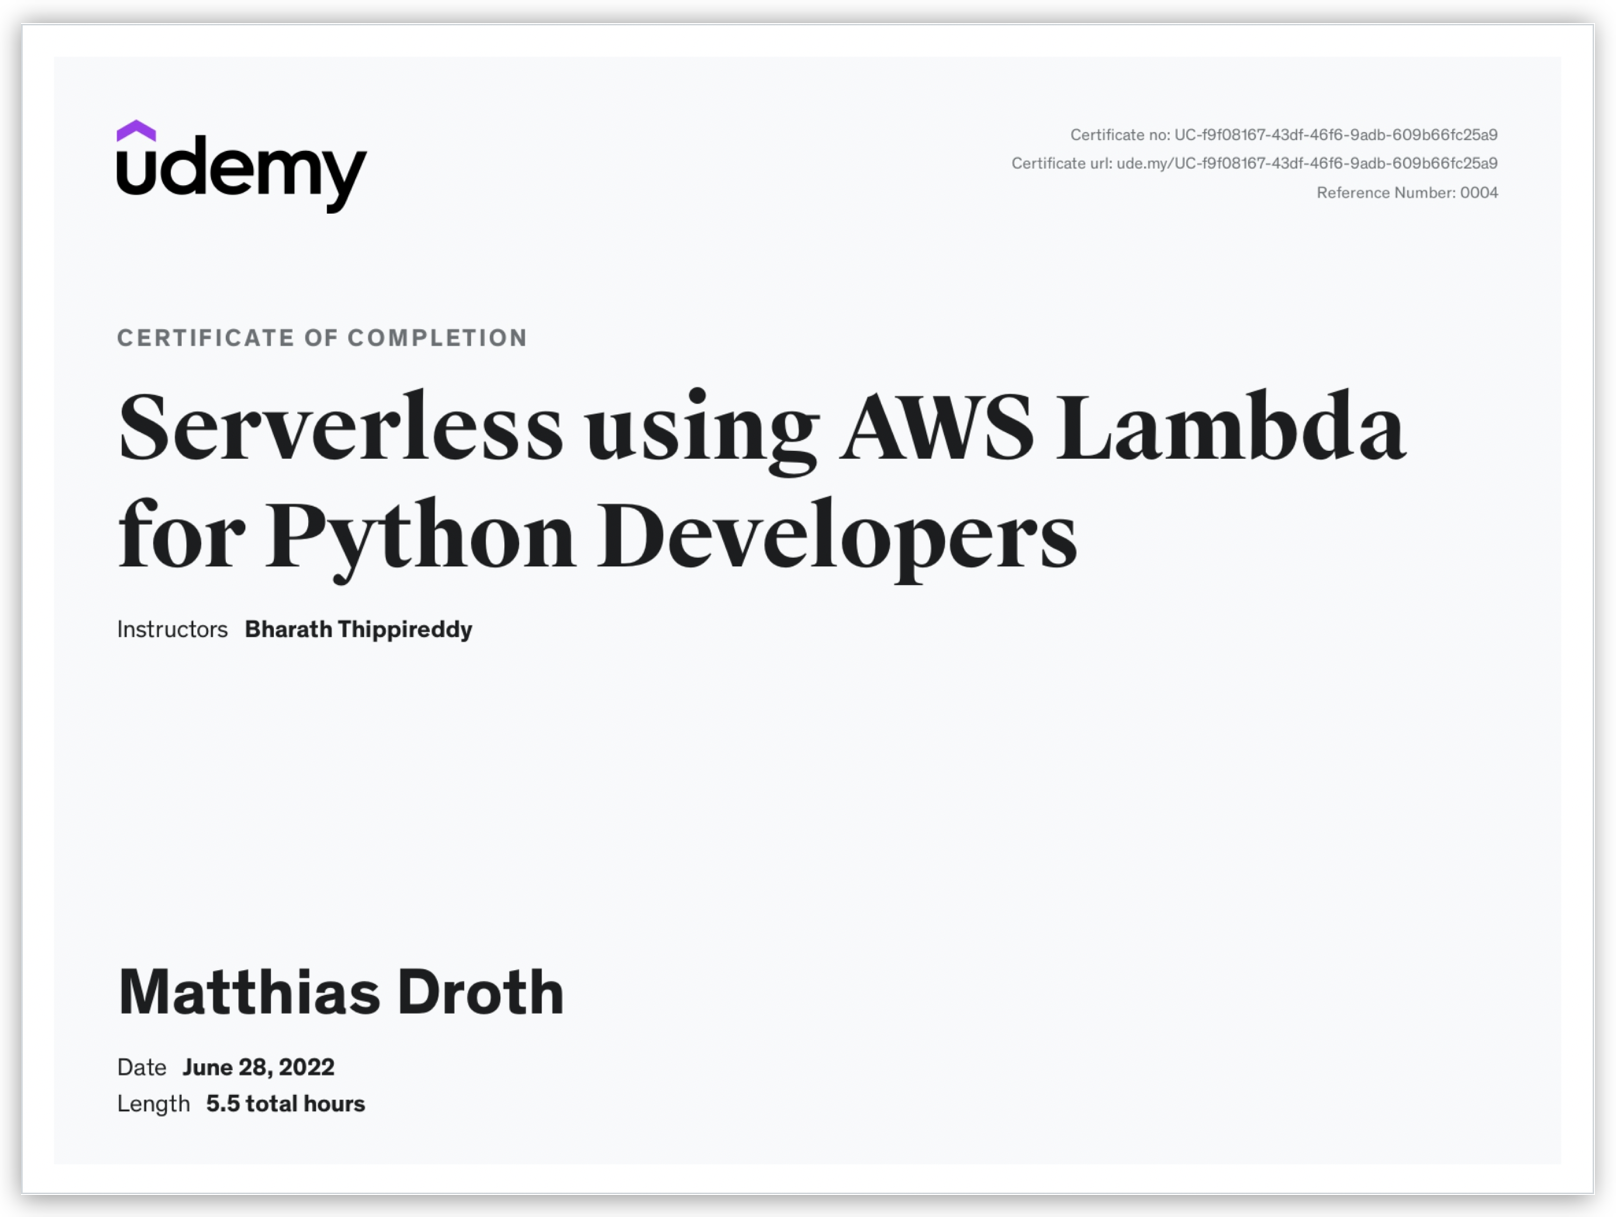 udemy
Certificate no: UC-f9f08167-43df-46f6-9adb-609b66fc25a9
Certificate url: ude.my/UC-f9f08167-43df-46f6-9adb-609b66fc25a9
Reference Number: 0004
CERTIFICATE OF COMPLETION
Serverless using AWS Lambda
for Python Developers
Instructors Bharath Thippireddy
Matthias Droth
Date June 28, 2022
Length 5.5 total hours